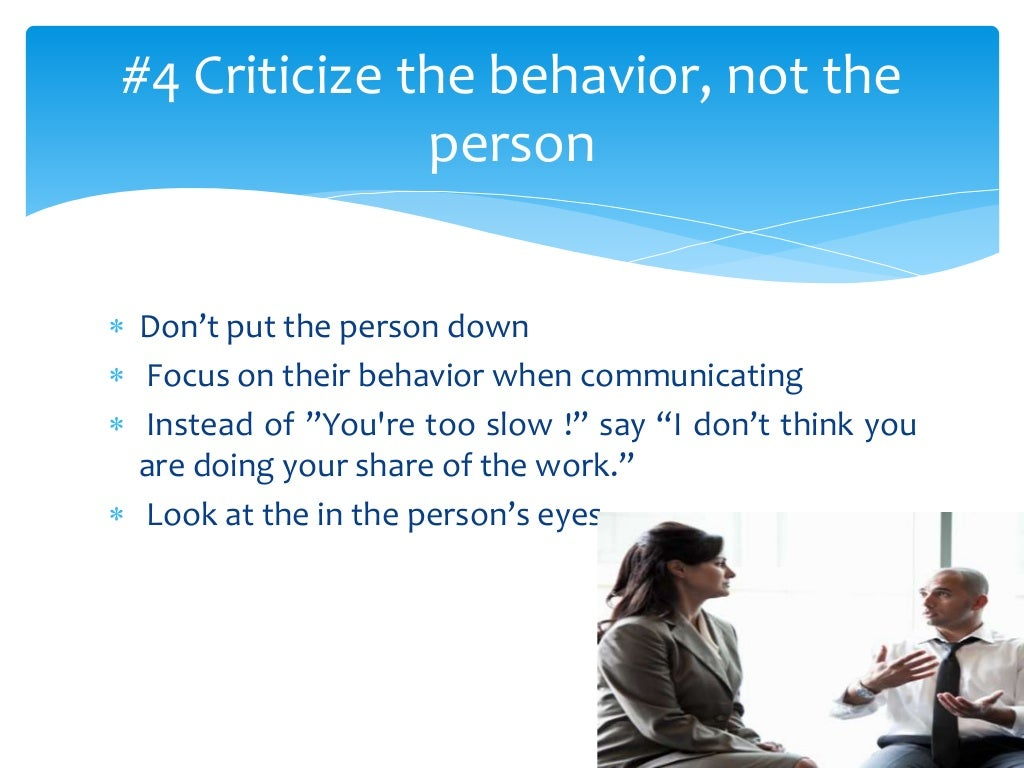 #4 Criticize the behavior, not the
person
* Don’t put the person down
* Focus on their behavior when communicating
* Instead of ”You're too slow !” say “I don’t think you
are doing your share of the work.”
* Look at the in the person’s eyes